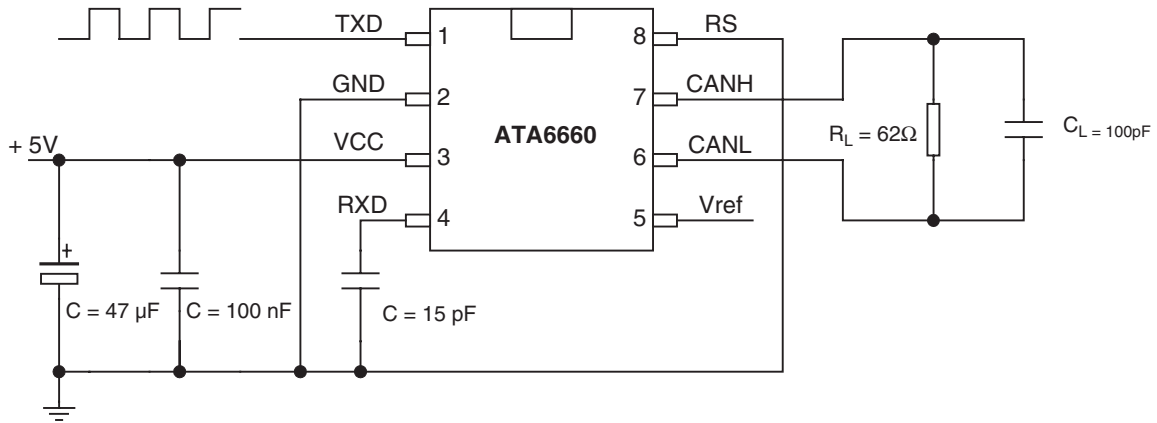 TXD
1
8
RS
GND
2
7
CANH
ATA6660
+ 5V
VCC
3
6
CANL
RXD
4
5
Vref
R_L = 62Ω
C_L = 100pF
+
C = 47 µF
C = 100 nF
C = 15 pF